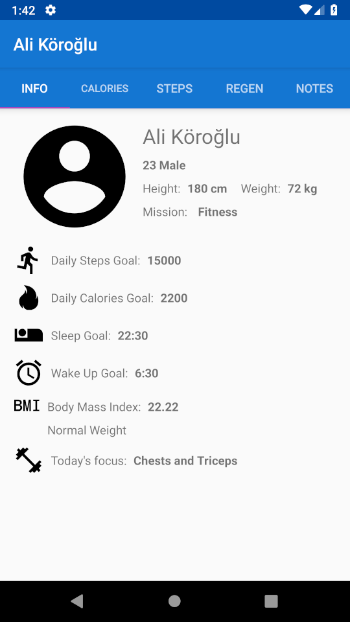 1:42
Ali Köroğlu
INFO CALORIES STEPS REGEN NOTES
Ali Köroğlu
23 Male
Height: 180 cm Weight: 72 kg
Mission: Fitness
Daily Steps Goal: 15000
Daily Calories Goal: 2200
Sleep Goal: 22:30
Wake Up Goal: 6:30
BMI Body Mass Index: 22.22
Normal Weight
Today's focus: Chests and Triceps